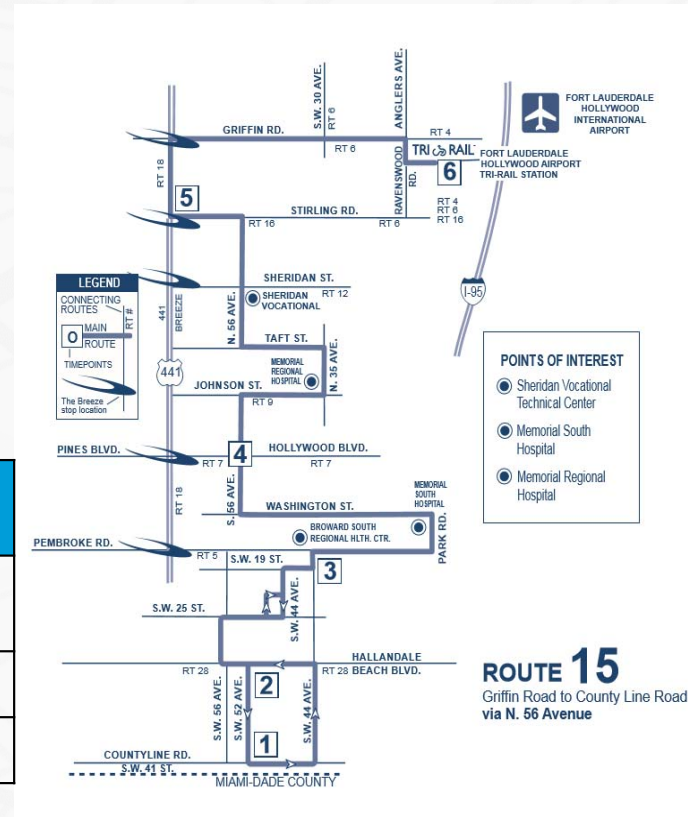 S.W. 30 AVE.
RT 6
ANGLERS AVE.
FORT LAUDERDALE
HOLLYWOOD
INTERNATIONAL
AIRPORT
GRIFFIN RD.
RT 4
RT 6
TRI RAIL
FORT LAUDERDALE
HOLLYWOOD AIRPORT
TRI-RAIL STATION
6
RAVENSWOOD
RD.
RT 18
5
RT 4
RT 6
RT 16
STIRLING RD.
RT 16
RT 6
SHERIDAN ST.
RT 12
SHERIDAN
VOCATIONAL
I-95
LEGEND
CONNECTING
ROUTES
RT #
0
MAIN
ROUTE
TIMEPOINTS
The Breeze
stop location
441
BREEZE
N. 56 AVE.
TAFT ST.
MEMORIAL
REGIONAL
HOSPITAL
N. 35 AVE.
441
JOHNSON ST.
RT 9
POINTS OF INTEREST
Sheridan Vocational
Technical Center
Memorial South
Hospital
Memorial Regional
Hospital
PINES BLVD.
RT 7
4
HOLLYWOOD BLVD.
RT 7
RT 18
S. 56 AVE.
WASHINGTON ST.
MEMORIAL
SOUTH
HOSPITAL
BROWARD SOUTH
REGIONAL HLTH. CTR.
PARK RD.
PEMBROKE RD.
RT 5
S.W. 19 ST.
3
S.W. 44 AVE.
S.W. 25 ST.
HALLANDALE
BEACH BLVD.
RT 28
RT 28
2
S.W. 56 AVE.
S.W. 52 AVE.
S.W. 44 AVE.
1
COUNTYLINE RD.
S.W. 41 ST.
MIAMI-DADE COUNTY
ROUTE 15
Griffin Road to County Line Road
via N. 56 Avenue